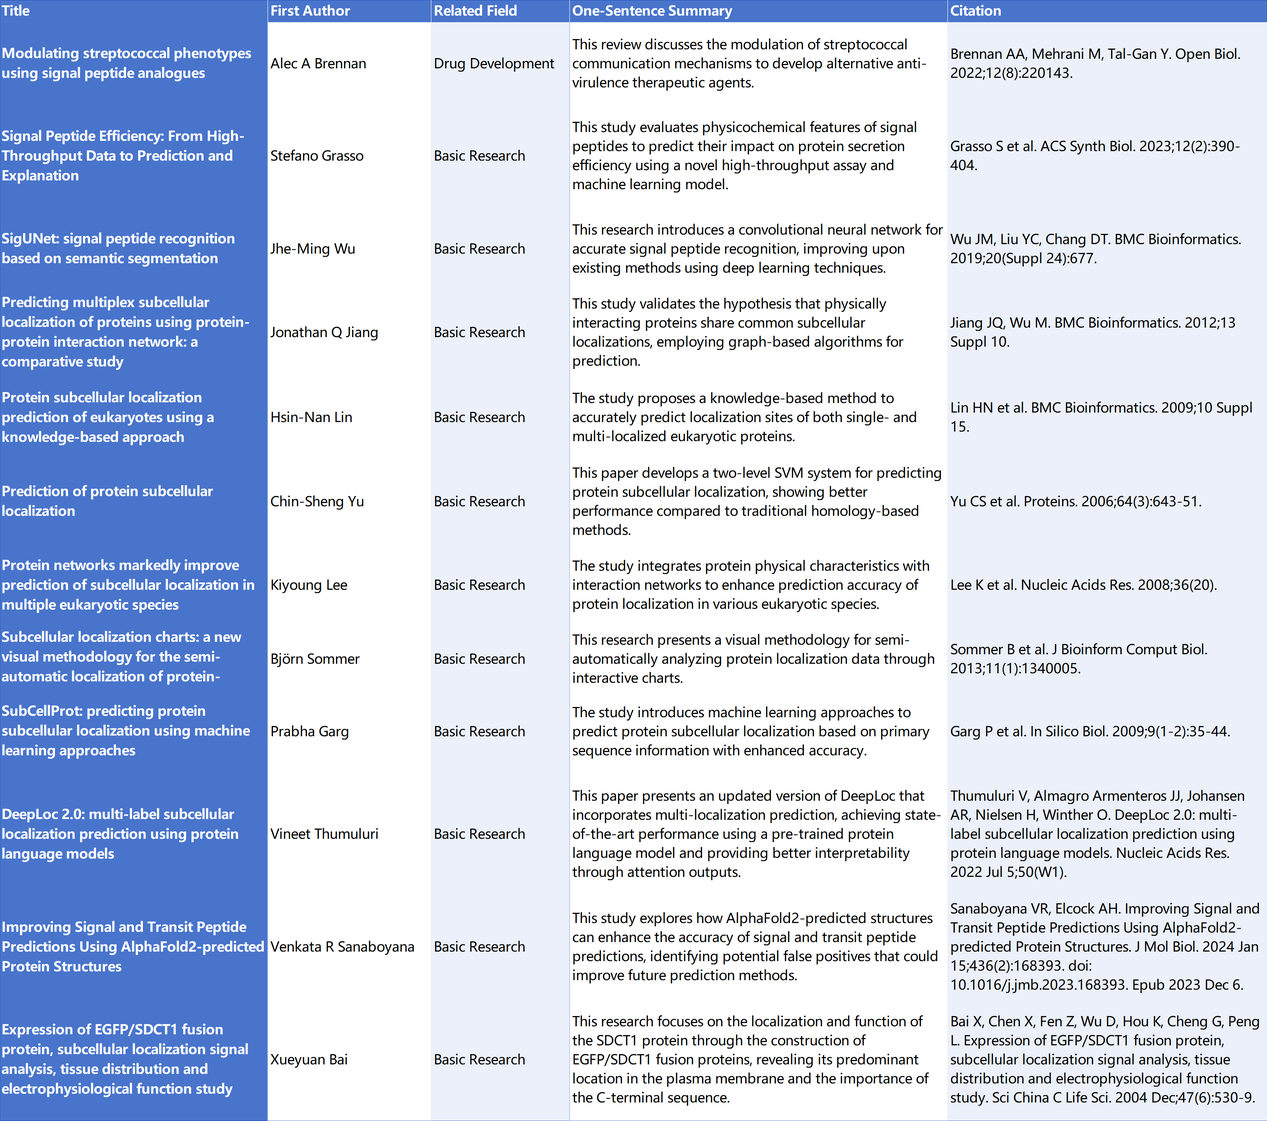 Title First Author Related Field One-Sentence Summary Citation
Modulating streptococcal phenotypes
using signal peptide analogues
Alec A Brennan
Drug Development
This review discusses the modulation of streptococcal
communication mechanisms to develop alternative anti-
virulence therapeutic agents.
Brennan AA, Mehrani M, Tal-Gan Y. Open Biol.
2022;12(8):220143.
Signal Peptide Efficiency: From High-
Throughput Data to Prediction and
Explanation
Stefano Grasso
Basic Research
This study evaluates physicochemical features of signal
peptides to predict their impact on protein secretion
efficiency using a novel high-throughput assay and
machine learning model.
Grasso S et al. ACS Synth Biol. 2023;12(2):390-
404.
SigUNet: signal peptide recognition
based on semantic segmentation
Jhe-Ming Wu
Basic Research
This research introduces a convolutional neural network for
accurate signal peptide recognition, improving upon
existing methods using deep learning techniques.
Wu JM, Liu YC, Chang DT. BMC Bioinformatics.
2019;20(Suppl 24):677.
Predicting multiplex subcellular
localization of proteins using protein-
protein interaction network: a
comparative study
Jonathan Q Jiang
Basic Research
This study validates the hypothesis that physically
interacting proteins share common subcellular
localizations, employing graph-based algorithms for
prediction.
Jiang JQ, Wu M. BMC Bioinformatics. 2012;13
Suppl 10.
Protein subcellular localization
prediction of eukaryotes using a
knowledge-based approach
Hsin-Nan Lin
Basic Research
The study proposes a knowledge-based method to
accurately predict localization sites of both single- and
multi-localized eukaryotic proteins.
Lin HN et al. BMC Bioinformatics. 2009;10 Suppl
15.
Prediction of protein subcellular
localization
Chin-Sheng Yu
Basic Research
This paper develops a two-level SVM system for predicting
protein subcellular localization, showing better
performance compared to traditional homology-based
methods.
Yu CS et al. Proteins. 2006;64(3):643-51.
Protein networks markedly improve
prediction of subcellular localization in
multiple eukaryotic species
Kiyoung Lee
Basic Research
The study integrates protein physical characteristics with
interaction networks to enhance prediction accuracy of
protein localization in various eukaryotic species.
Lee K et al. Nucleic Acids Res. 2008;36(20).
Subcellular localization charts: a new
visual methodology for the semi-
automatic localization of protein-
Björn Sommer
Basic Research
This research presents a visual methodology for semi-
automatically analyzing protein localization data through
interactive charts.
Sommer B et al. J Bioinform Comput Biol.
2013;11(1):1340005.
SubCellProt: predicting protein
subcellular localization using machine
learning approaches
Prabha Garg
Basic Research
The study introduces machine learning approaches to
predict protein subcellular localization based on primary
sequence information with enhanced accuracy.
Garg P et al. In Silico Biol. 2009;9(1-2):35-44.
DeepLoc 2.0: multi-label subcellular
localization prediction using protein
language models
Vineet Thumuluri
Basic Research
This paper presents an updated version of DeepLoc that
incorporates multi-localization prediction, achieving state-
of-the-art performance using a pre-trained protein
language model and providing better interpretability
through attention outputs.
Thumuluri V, Almagro Armenteros JJ, Johansen
AR, Nielsen H, Winther O. DeepLoc 2.0: multi-
label subcellular localization prediction using
protein language models. Nucleic Acids Res.
2022 Jul 5;50(W1).
Improving Signal and Transit Peptide
Predictions Using AlphaFold2-predicted
Protein Structures
Venkata R Sanaboyana
Basic Research
This study explores how AlphaFold2-predicted structures
can enhance the accuracy of signal and transit peptide
predictions, identifying potential false positives that could
improve future prediction methods.
Sanaboyana VR, Elcock AH. Improving Signal and
Transit Peptide Predictions Using AlphaFold2-
predicted Protein Structures. J Mol Biol. 2024 Jan
15;436(2):168393. doi:
10.1016/j.jmb.2023.168393. Epub 2023 Dec 6.
Expression of EGFP/SDCT1 fusion
protein, subcellular localization signal
analysis, tissue distribution and
electrophysiological function study
Xueyuan Bai
Basic Research
This research focuses on the localization and function of
the SDCT1 protein through the construction of
EGFP/SDCT1 fusion proteins, revealing its predominant
location in the plasma membrane and the importance of
the C-terminal sequence.
Bai X, Chen X, Fen Z, Wu D, Hou K, Cheng G, Peng
L. Expression of EGFP/SDCT1 fusion protein,
subcellular localization signal analysis, tissue
distribution and electrophysiological function
study. Sci China C Life Sci. 2004 Dec;47(6):530-9.